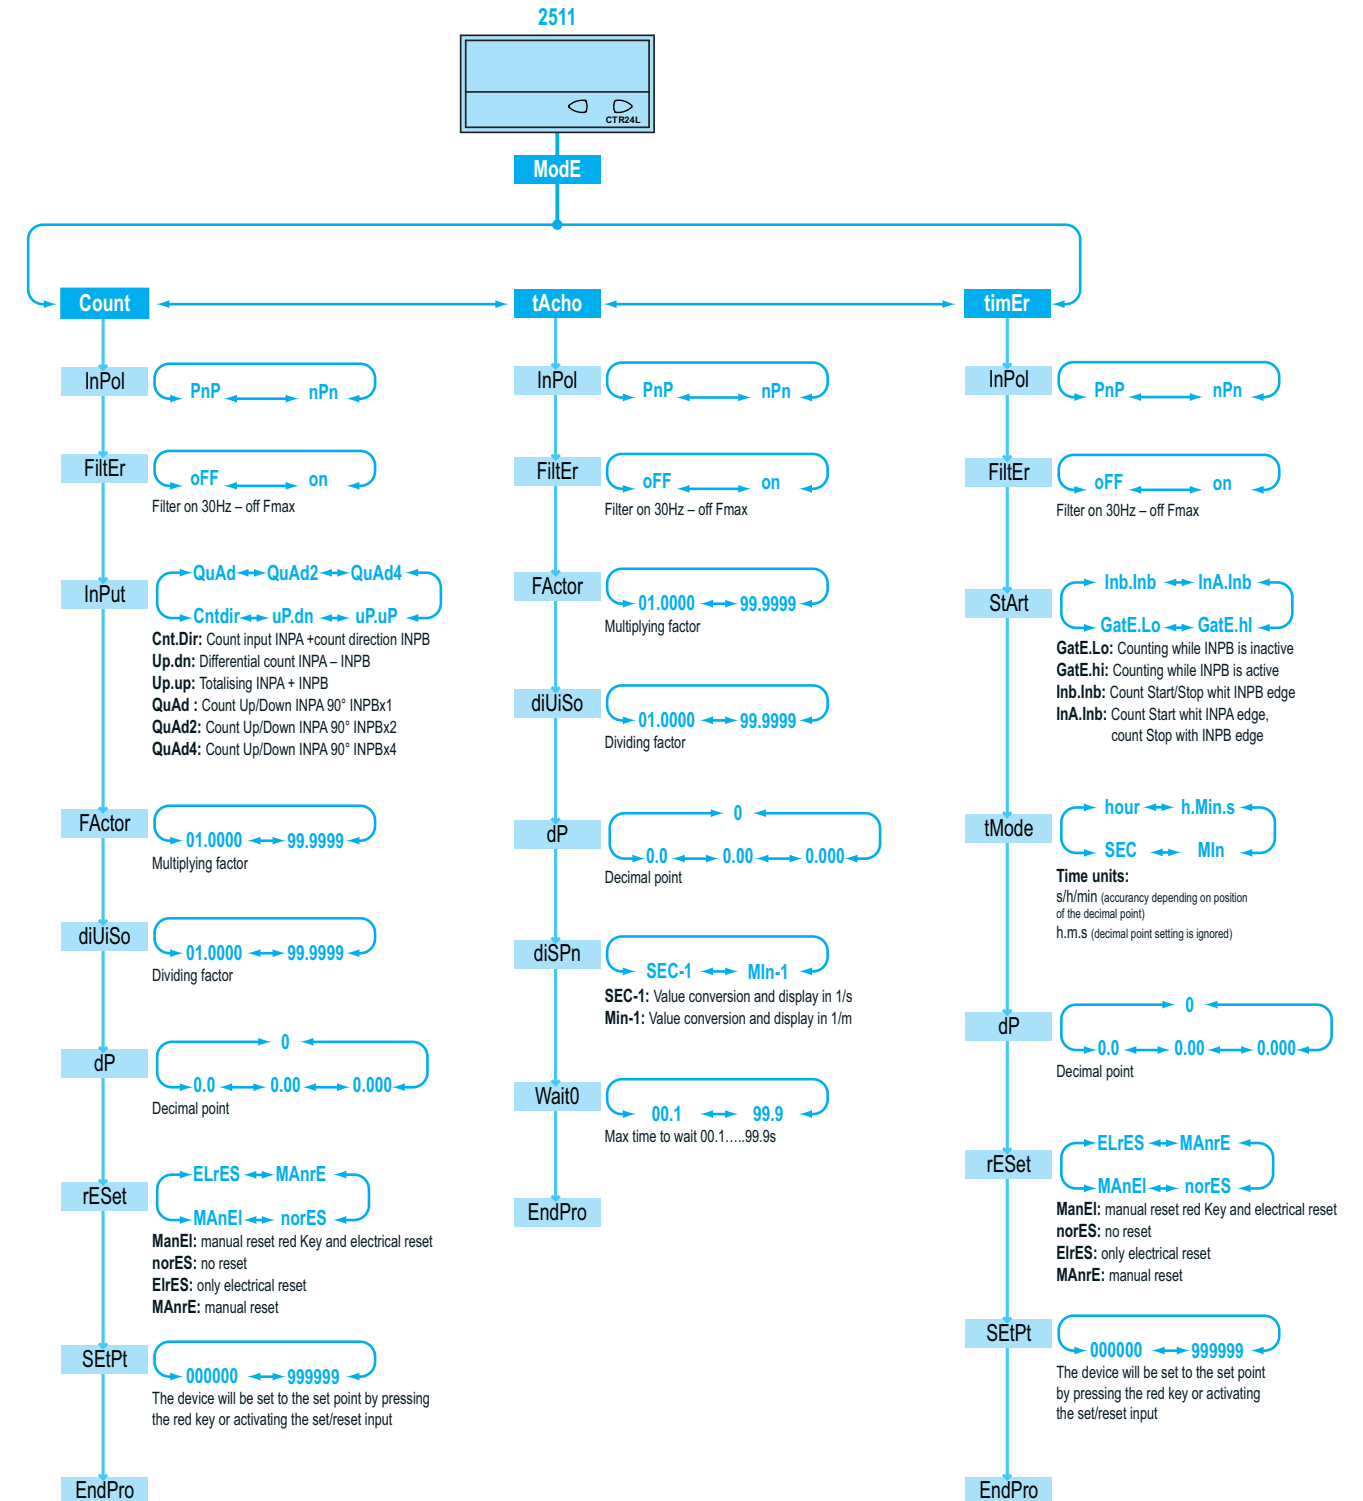 2511
CTR24L
ModE
Count
tAcho
timEr
InPol
PnP nPn
FiltEr
oFF on
Filter on 30Hz – off Fmax
InPut
QuAd QuAd2 QuAd4
Cntdir uP.dn uP.uP
Cnt.Dir: Count input INPA +count direction INPB
Up.dn: Differential count INPA – INPB
Up.up: Totalising INPA + INPB
QuAd : Count Up/Down INPA 90° INPBx1
QuAd2: Count Up/Down INPA 90° INPBx2
QuAd4: Count Up/Down INPA 90° INPBx4
FActor
01.0000 99.9999
Multiplying factor
diUiSo
01.0000 99.9999
Dividing factor
dP
0
0.0 0.00 0.000
Decimal point
rESet
ELrES MAnrE
MAnEl norES
ManEl: manual reset red Key and electrical reset
norES: no reset
ElrES: only electrical reset
MAnrE: manual reset
SEtPt
000000 999999
The device will be set to the set point by pressing
the red key or activating the set/reset input
EndPro
InPol
PnP nPn
FiltEr
oFF on
Filter on 30Hz – off Fmax
FActor
01.0000 99.9999
Multiplying factor
diUiSo
01.0000 99.9999
Dividing factor
dP
0
0.0 0.00 0.000
Decimal point
diSPn
SEC-1 MIn-1
SEC-1: Value conversion and display in 1/s
Min-1: Value conversion and display in 1/m
Wait0
00.1 99.9
Max time to wait 00.1.....99.9s
EndPro
InPol
PnP nPn
FiltEr
oFF on
Filter on 30Hz – off Fmax
StArt
Inb.Inb InA.Inb
GatE.Lo GatE.hI
GatE.Lo: Counting while INPB is inactive
GatE.hi: Counting while INPB is active
Inb.Inb: Count Start/Stop whit INPB edge
InA.Inb: Count Start whit INPA edge,
count Stop with INPB edge
tMode
hour h.Min.s
SEC MIn
Time units:
s/h/min (accurancy depending on position
of the decimal point)
h.m.s (decimal point setting is ignored)
dP
0
0.0 0.00 0.000
Decimal point
rESet
ELrES MAnrE
MAnEl norES
ManEl: manual reset red Key and electrical reset
norES: no reset
ElrES: only electrical reset
MAnrE: manual reset
SEtPt
000000 999999
The device will be set to the set point
by pressing the red key or activating
the set/reset input
EndPro